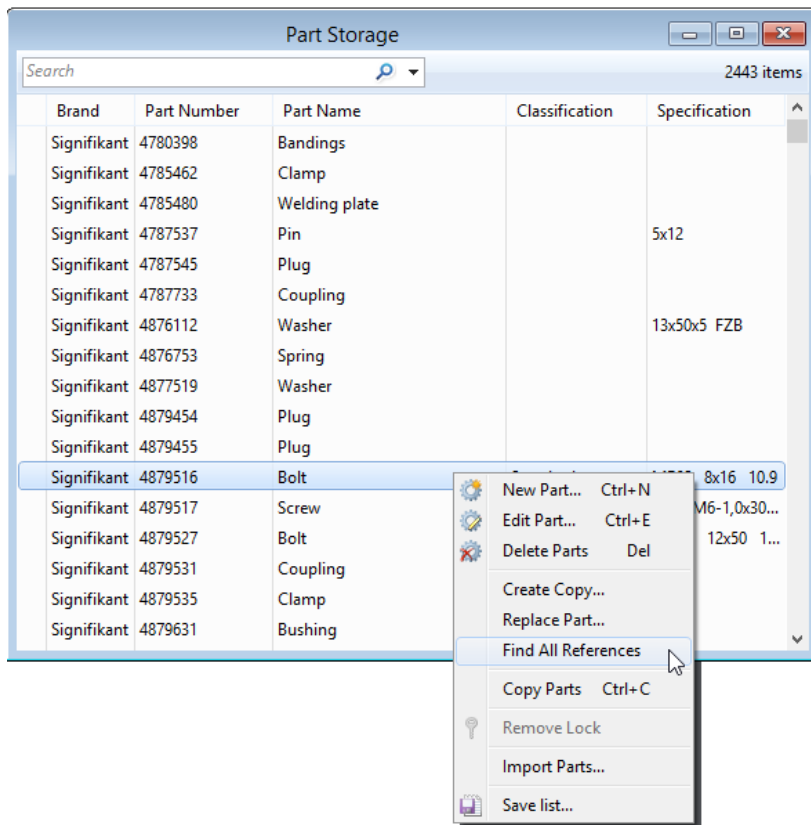 Part Storage
Search 2443 items
Brand Part Number Part Name Classification Specification
Signifikant 4780398 Bandings
Signifikant 4785462 Clamp
Signifikant 4785480 Welding plate
Signifikant 4787537 Pin 5x12
Signifikant 4787545 Plug
Signifikant 4787733 Coupling
Signifikant 4876112 Washer 13x50x5 FZB
Signifikant 4876753 Spring
Signifikant 4877519 Washer
Signifikant 4879454 Plug
Signifikant 4879455 Plug
Signifikant 4879516 Bolt 8x16 10.9
Signifikant 4879517 Screw M6-1,0x30...
Signifikant 4879527 Bolt 12x50 1...
Signifikant 4879531 Coupling
Signifikant 4879535 Clamp
Signifikant 4879631 Bushing
New Part... Ctrl+N
Edit Part... Ctrl+E
Delete Parts Del
Create Copy...
Replace Part...
Find All References
Copy Parts Ctrl+C
Remove Lock
Import Parts...
Save list...